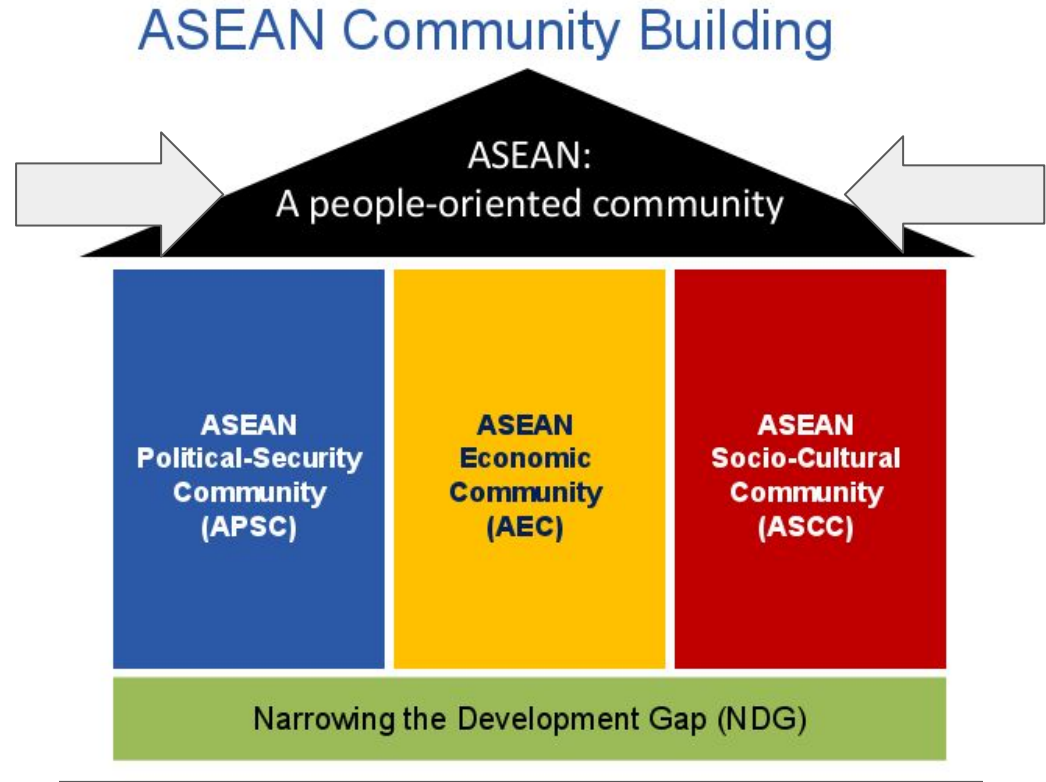 ASEAN Community Building
ASEAN:
A people-oriented community
ASEAN
Political-Security
Community
(APSC)
ASEAN
Economic
Community
(AEC)
ASEAN
Socio-Cultural
Community
(ASCC)
Narrowing the Development Gap (NDG)